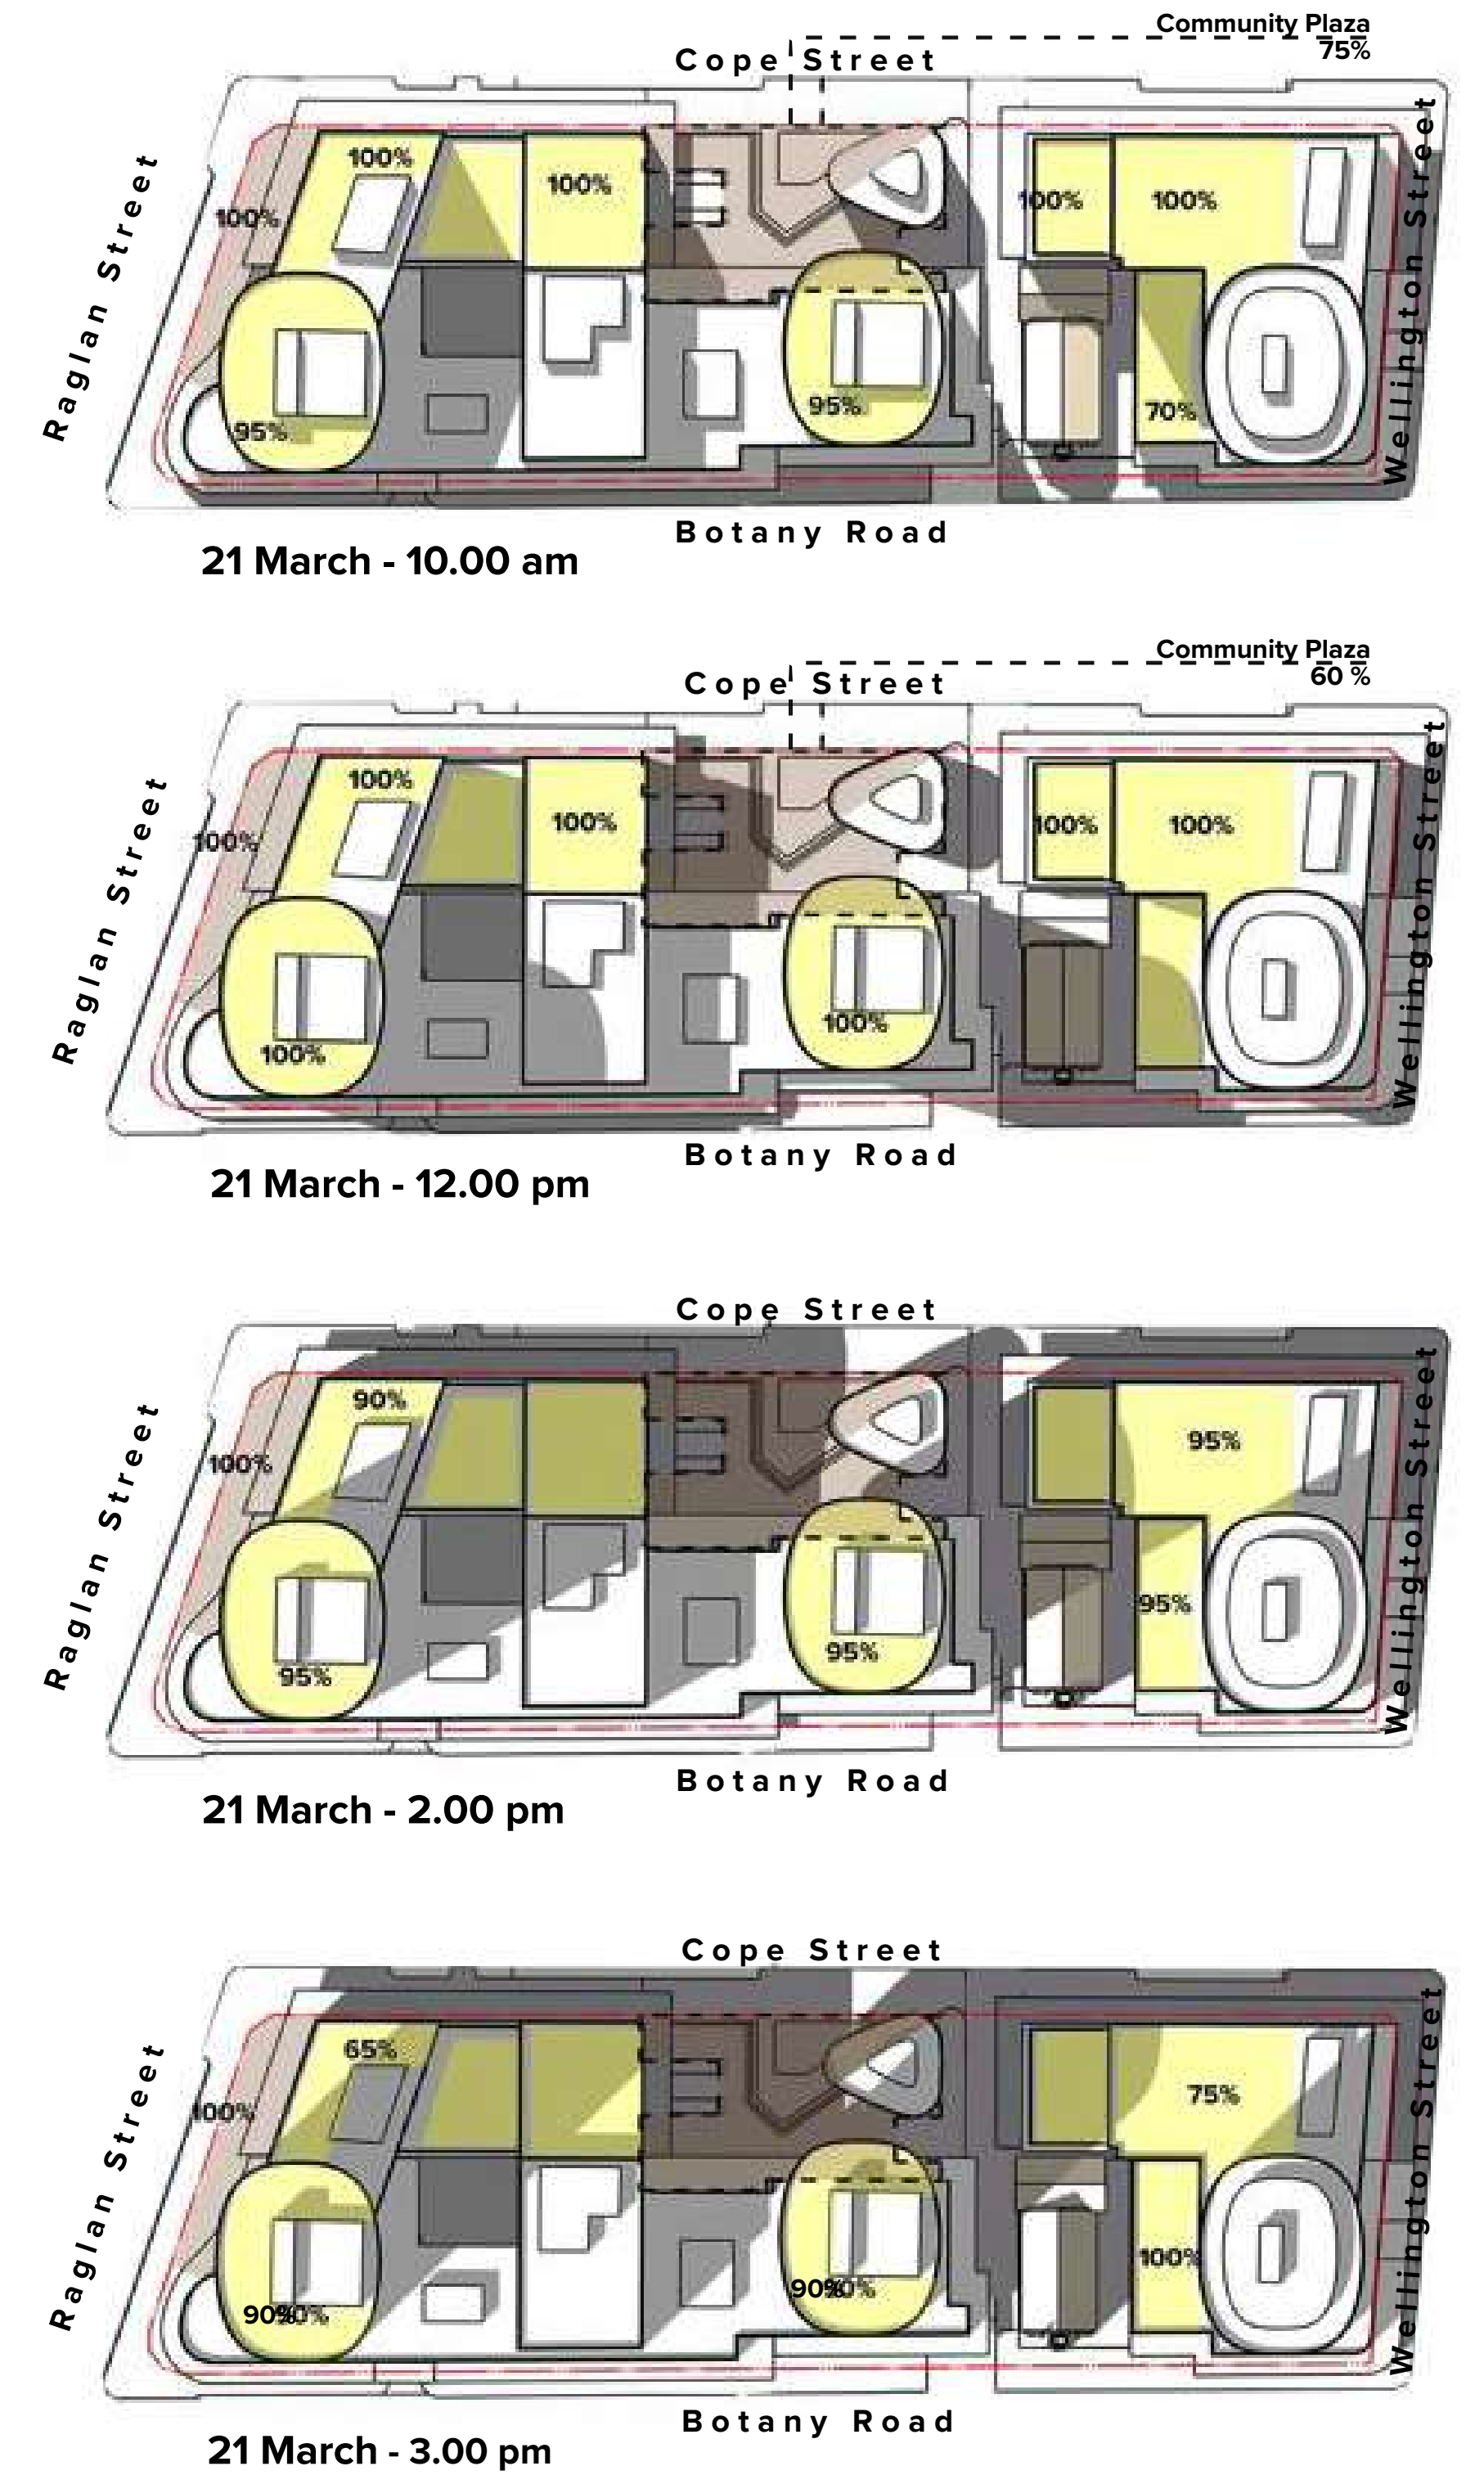 Community Plaza
75%
Cope Street
Raglan Street
100%
100%
100%
100%
100%
95%
95%
70%
Wellington Street
Botany Road
21 March - 10.00 am
Community Plaza
60 %
Cope Street
Raglan Street
100%
100%
100%
100%
100%
100%
100%
Wellington Street
Botany Road
21 March - 12.00 pm
Cope Street
Raglan Street
90%
100%
95%
95%
95%
95%
Wellington Street
Botany Road
21 March - 2.00 pm
Cope Street
Raglan Street
65%
100%
75%
100%
90%
90%
Wellington Street
Botany Road
21 March - 3.00 pm